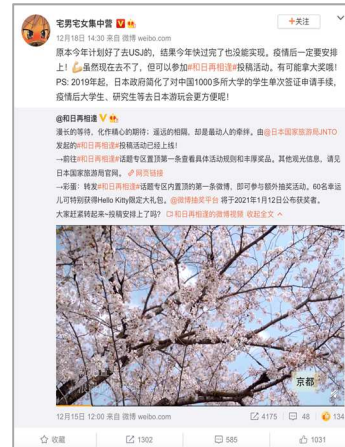 宅男宅女集中营
+关注
12月18日 14:30 来自 微博 weibo.com
原本今年计划好了去USJ的，结果今年快过完了也没能实现。疫情后一定要安排
上！💪虽然现在去不了，但可以参加#和日再相逢#投稿活动。有可能拿大奖哦！
PS: 2019年起，日本政府简化了对中国1000多所大学的学生单次签证申请手续，
疫情后大学生、研究生等去日本游玩会更方便呢！
@和日再相逢
漫长的等待，化作精心的期待；遥远的相隔，却是最动人的牵绊。由@日本国家旅游局JNTO
发起的#和日再相逢#投稿活动已经上线！
→前往#和日再相逢#话题专区置顶第一条查看具体活动规则和丰厚奖品。其他观光信息，请见
日本国家旅游局官网。 网页链接
→彩蛋：转发#和日再相逢#话题专区内置顶的第一条微博，即可参与额外抽奖活动，60名幸运
儿可特别获得Hello Kitty限定大礼包。@微博抽奖平台 将于2021年1月12日公布获奖者。
大家赶紧转起来~投稿安排上了吗？ 和日再相逢的微博视频 收起全文
京都
12月15日 12:00 来自 微博 weibo.com
4175
48
134
收藏
1302
585
1031